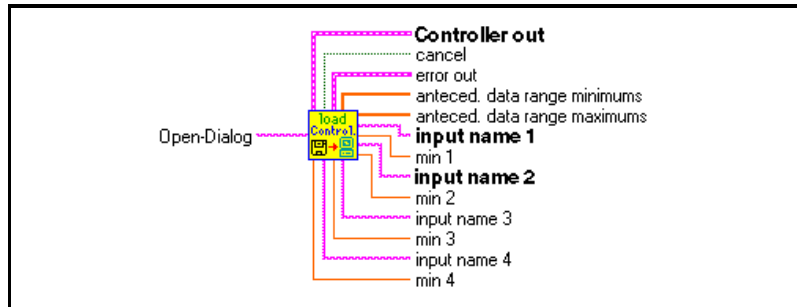 Controller out
cancel
error out
anteced. data range minimums
anteced. data range maximums
load
Control.
Open-Dialog
input name 1
min 1
input name 2
min 2
input name 3
min 3
input name 4
min 4